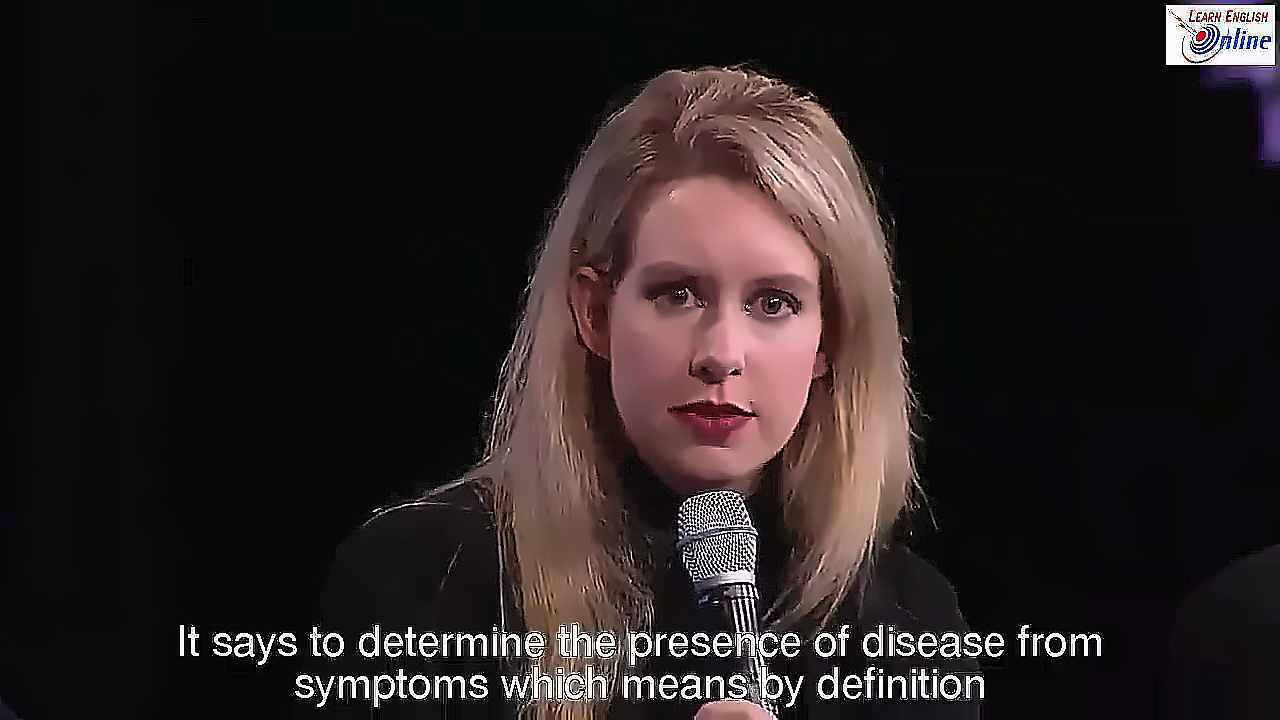 LEARN ENGLISH
Online
It says to determine the presence of disease from
symptoms which means by definition